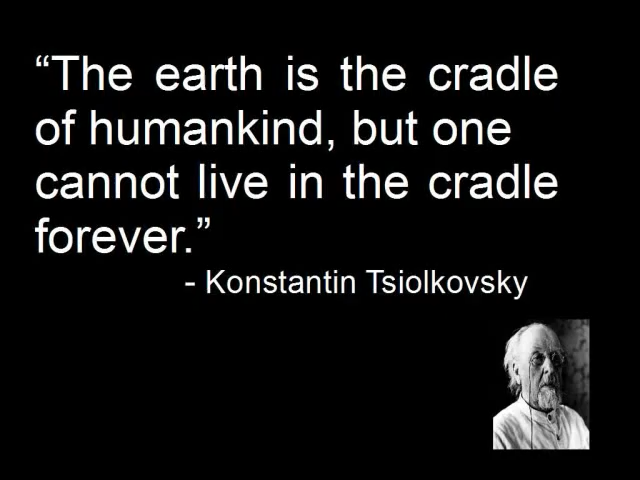 “The earth is the cradle
of humankind, but one
cannot live in the cradle
forever.”
- Konstantin Tsiolkovsky